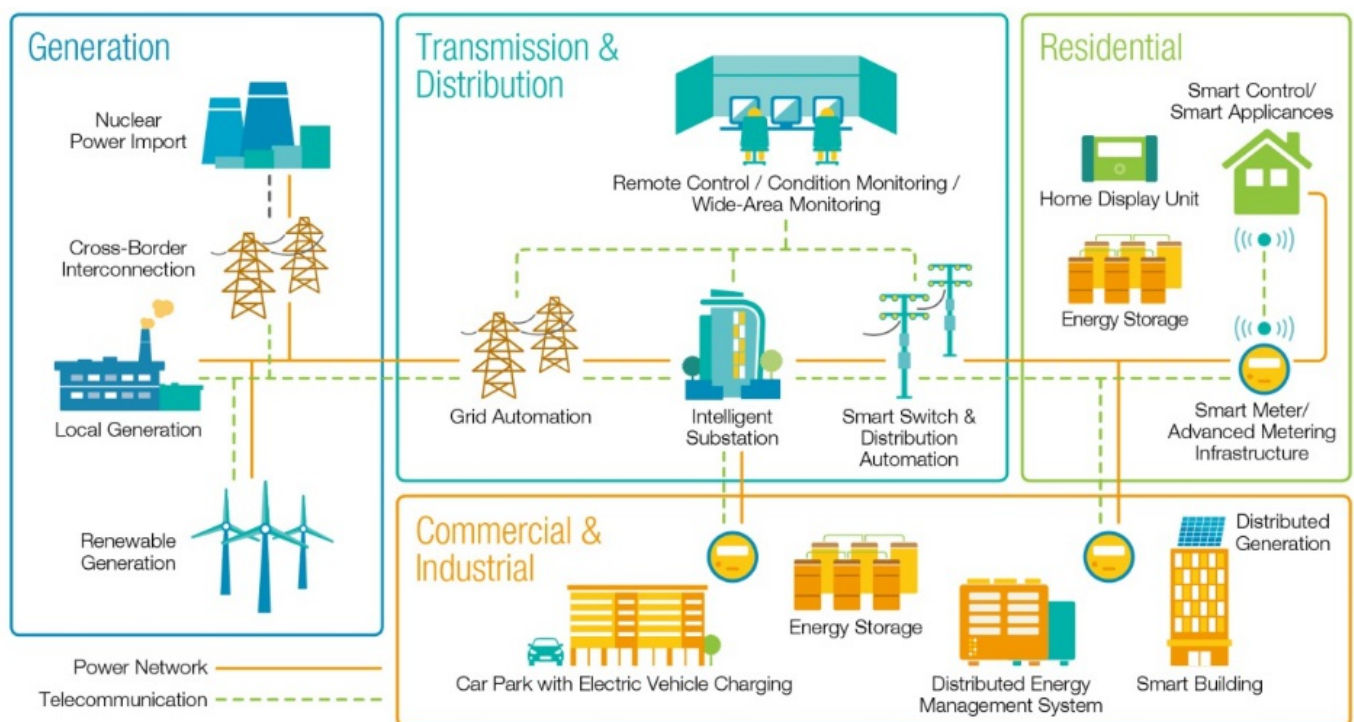 Generation
Nuclear
Power Import
Cross-Border
Interconnection
Local Generation
Renewable
Generation
Power Network
Telecommunication
Transmission &
Distribution
Remote Control / Condition Monitoring /
Wide-Area Monitoring
Grid Automation
Intelligent
Substation
Smart Switch &
Distribution
Automation
Residential
Smart Control/
Smart Applicances
Home Display Unit
Energy Storage
Smart Meter/
Advanced Metering
Infrastructure
Commercial &
Industrial
Car Park with Electric Vehicle Charging
Energy Storage
Distributed Energy
Management System
Distributed
Generation
Smart Building